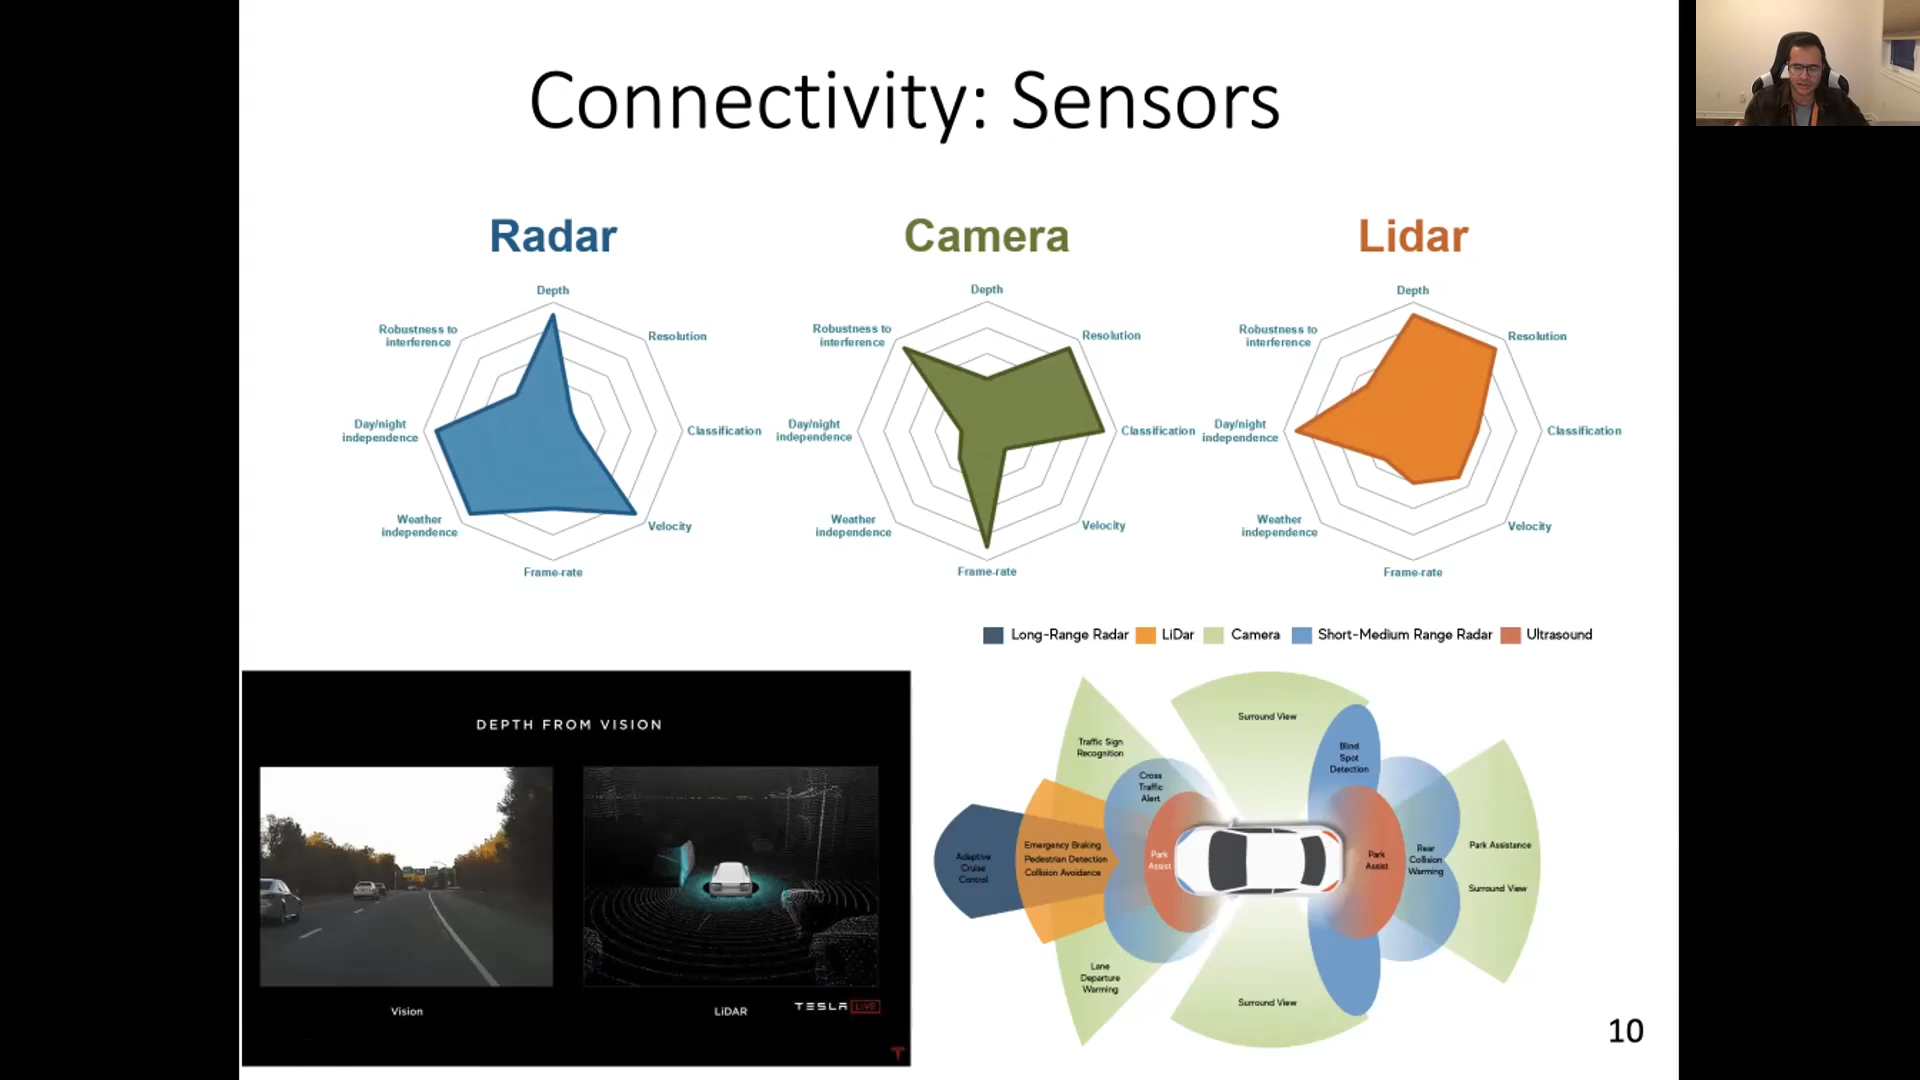 Connectivity: Sensors
Radar
Depth
Robustness to
interference
Resolution
Day/night
independence
Classification
Weather
independence
Velocity
Frame-rate
Camera
Depth
Robustness to
interference
Resolution
Day/night
independence
Classification
Weather
independence
Velocity
Frame-rate
Lidar
Depth
Robustness to
interference
Resolution
Day/night
independence
Classification
Weather
independence
Velocity
Frame-rate
Long-Range Radar LiDar Camera Short-Medium Range Radar Ultrasound
DEPTH FROM VISION
Vision
LiDAR
TESLA LIVE
Surround View
Traffic Sign
Recognition
Cross
Traffic
Alert
Blind
Spot
Detection
Adaptive
Cruise
Control
Emergency Braking
Pedestrian Detection
Collision Avoidance
Park
Assist
Park
Assist
Rear
Collision
Warning
Park Assistance
Surround View
Lane
Departure
Warning
Surround View
10